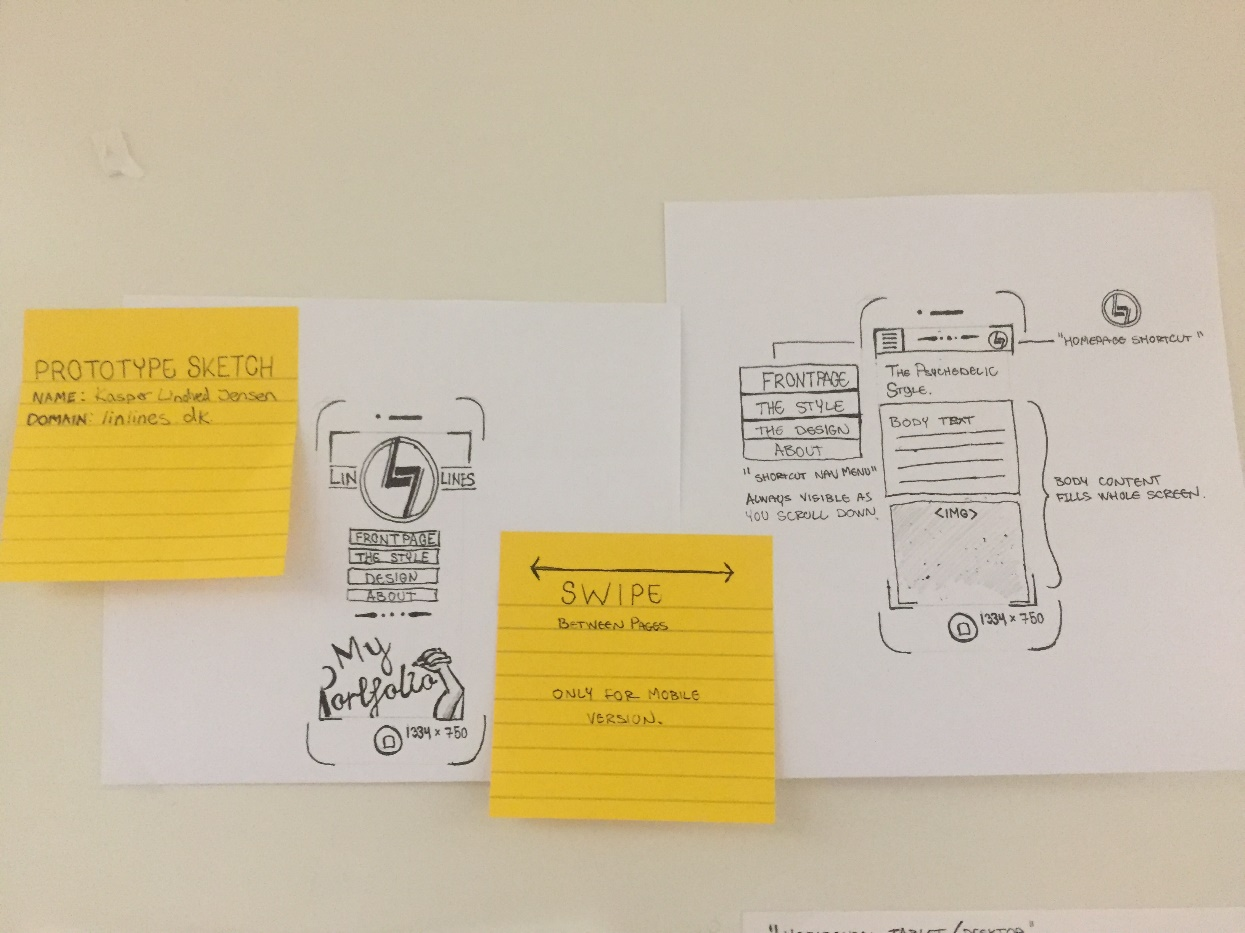 PROTOTYPE SKETCH
NAME: Kasper Lindved Jensen
DOMAIN: linlines.dk
LIN LINES
FRONTPAGE
THE STYLE
DESIGN
ABOUT
My
Portfolio
1334 x 750
SWIPE
BETWEEN PAGES
ONLY FOR MOBILE
VERSION.
FRONTPAGE
THE STYLE
THE DESIGN
ABOUT
"SHORTCUT NAV MENU"
ALWAYS VISIBLE AS
YOU SCROLL DOWN.
"HOMEPAGE SHORTCUT"
THE PSYCHEDELIC
STYLE.
BODY TEXT
<IMG>
BODY CONTENT
FILLS WHOLE SCREEN.
1334 x 750
TABLET/DESKTOP"